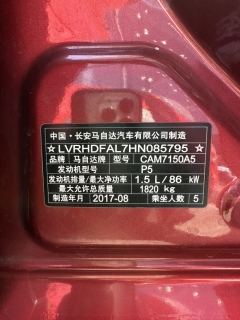 中国·长安马自达汽车有限公司制造
☆LVRHDFAL7HN085795☆
品牌 马自达 型号 CAM7150A5
发动机型号 P5
发动机排量/最大净功率 1.5 L/86 kW
最大允许总质量 1820 kg
制造年月 2017-08 乘坐人数 5